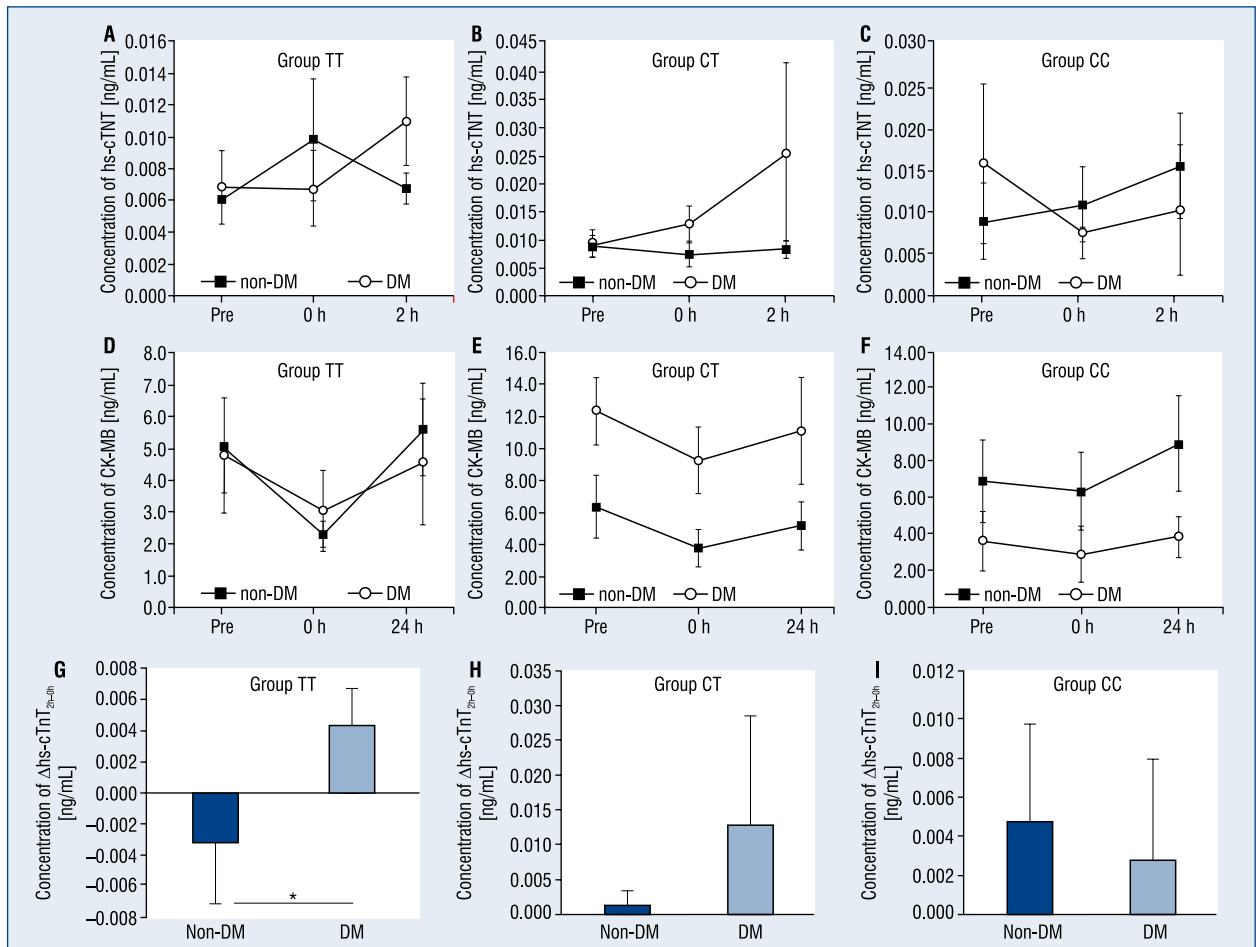 A
Group TT
Concentration of hs-cTNT [ng/mL]
0.016
0.014
0.012
0.010
0.008
0.006
0.004
0.002
0.000
non-DM
DM
Pre
0 h
2 h
B
Group CT
Concentration of hs-cTNT [ng/mL]
0.045
0.040
0.035
0.030
0.025
0.020
0.015
0.010
0.005
0.000
non-DM
DM
Pre
0 h
2 h
C
Group CC
Concentration of hs-cTNT [ng/mL]
0.030
0.025
0.020
0.015
0.010
0.005
0.000
non-DM
DM
Pre
0 h
2 h
D
Group TT
Concentration of CK-MB [ng/mL]
8.0
7.0
6.0
5.0
4.0
3.0
2.0
1.0
0.0
non-DM
DM
Pre
0 h
24 h
E
Group CT
Concentration of CK-MB [ng/mL]
16.0
14.0
12.0
10.0
8.00
6.00
4.00
2.00
0.00
non-DM
DM
Pre
0 h
24 h
F
Group CC
Concentration of CK-MB [ng/mL]
14.00
12.00
10.00
8.00
6.00
4.00
2.00
0.000
non-DM
DM
Pre
0 h
24 h
G
Group TT
Concentration of Δhs-cTnT2h–0h
[ng/mL]
0.008
0.006
0.004
0.002
0.000
–0.002
–0.004
–0.006
–0.008
*
Non-DM
DM
H
Group CT
Concentration of Δhs-cTnT2h–0h
[ng/mL]
0.035
0.030
0.025
0.020
0.015
0.010
0.005
0.000
Non-DM
DM
I
Group CC
Concentration of Δhs-cTnT2h–0h
[ng/mL]
0.012
0.010
0.008
0.006
0.004
0.002
0.000
Non-DM
DM